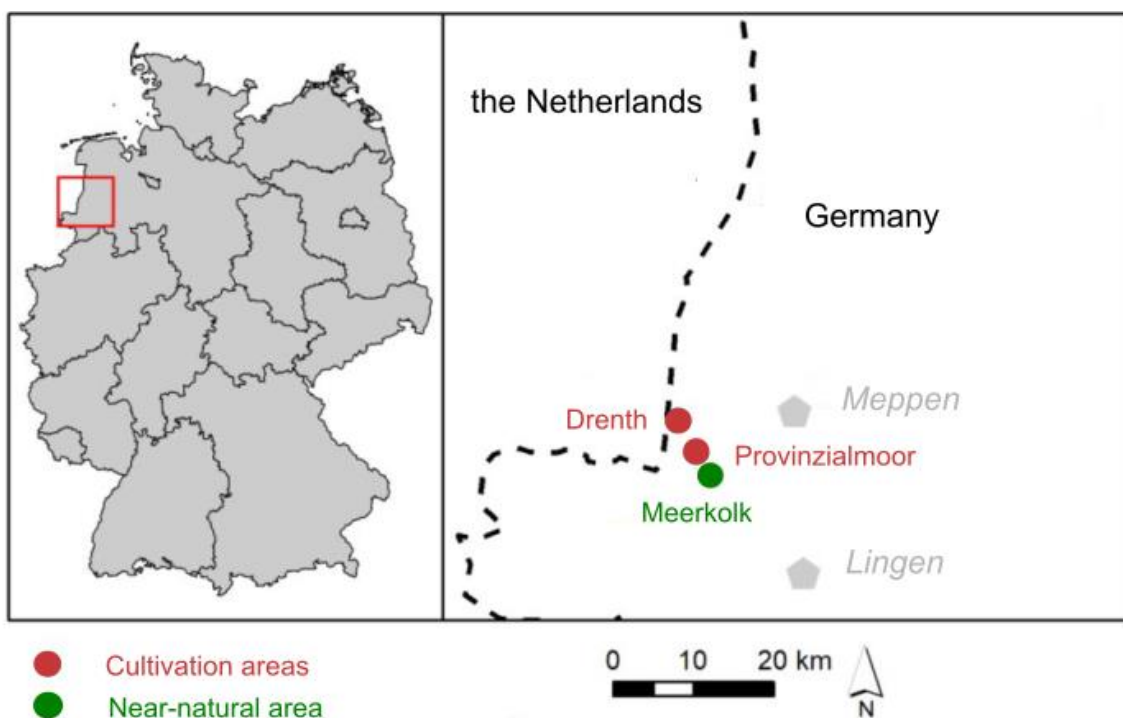 the Netherlands
Germany
Meppen
Drenth
Provinzialmoor
Meerkolk
Lingen
Cultivation areas
Near-natural area
0 10 20 km
N